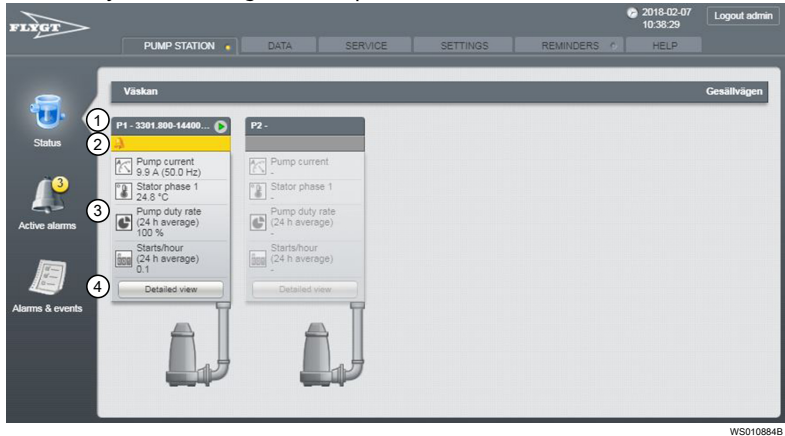 FLYGT
2018-02-07
10:38:29
Logout admin
PUMP STATION
DATA
SERVICE
SETTINGS
REMINDERS
HELP
Väskan
Gesällvägen
Status
3
Active alarms
Alarms & events
1
2
3
4
P1 - 3301.800-14400...
Pump current
9.9 A (50.0 Hz)
Stator phase 1
24.8 °C
Pump duty rate
(24 h average)
100 %
Starts/hour
(24 h average)
0.1
Detailed view
P2 -
Pump current
-
Stator phase 1
-
Pump duty rate
(24 h average)
-
Starts/hour
(24 h average)
-
Detailed view
WS010884B